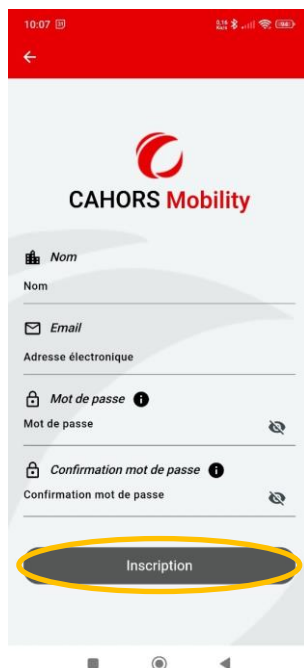 10:07
CAHORS Mobility
Nom
Nom
Email
Adresse électronique
Mot de passe
Mot de passe
Confirmation mot de passe
Confirmation mot de passe
Inscription